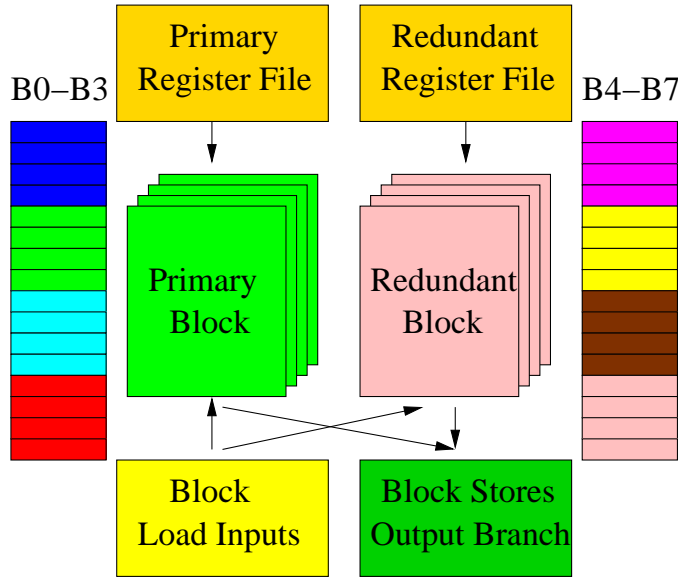 Primary
Register File
Redundant
Register File
B0–B3
B4–B7
Primary
Block
Redundant
Block
Block
Load Inputs
Block Stores
Output Branch